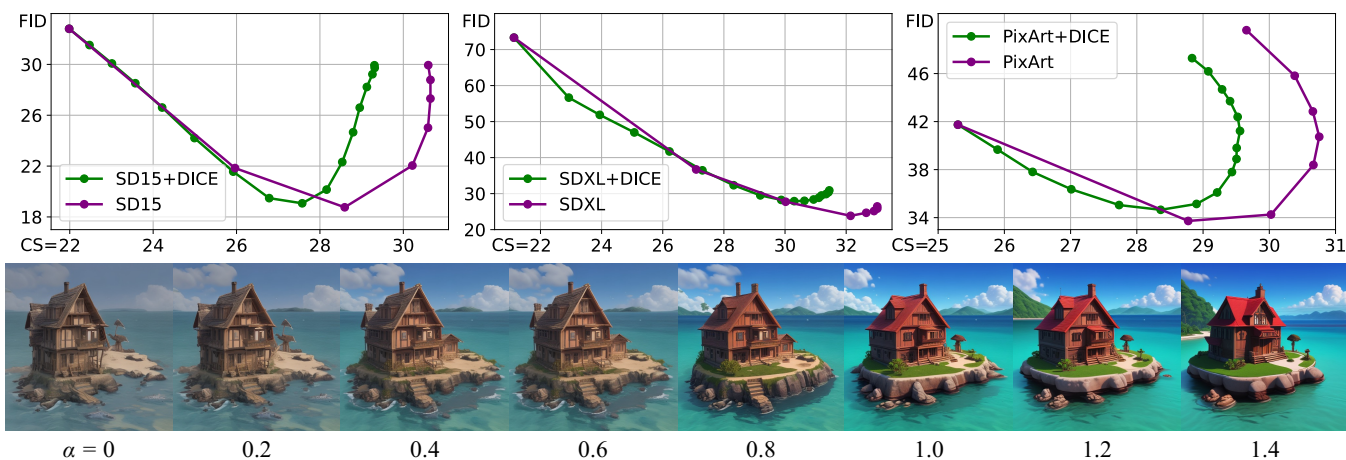 FID
30
26
22
18
SD15+DICE
SD15
CS=22 24 26 28 30
FID
70
60
50
40
30
20
SDXL+DICE
SDXL
CS=22 24 26 28 30 32
FID
46
42
38
34
PixArt+DICE
PixArt
CS=25 26 27 28 29 30 31
α = 0 0.2 0.4 0.6 0.8 1.0 1.2 1.4